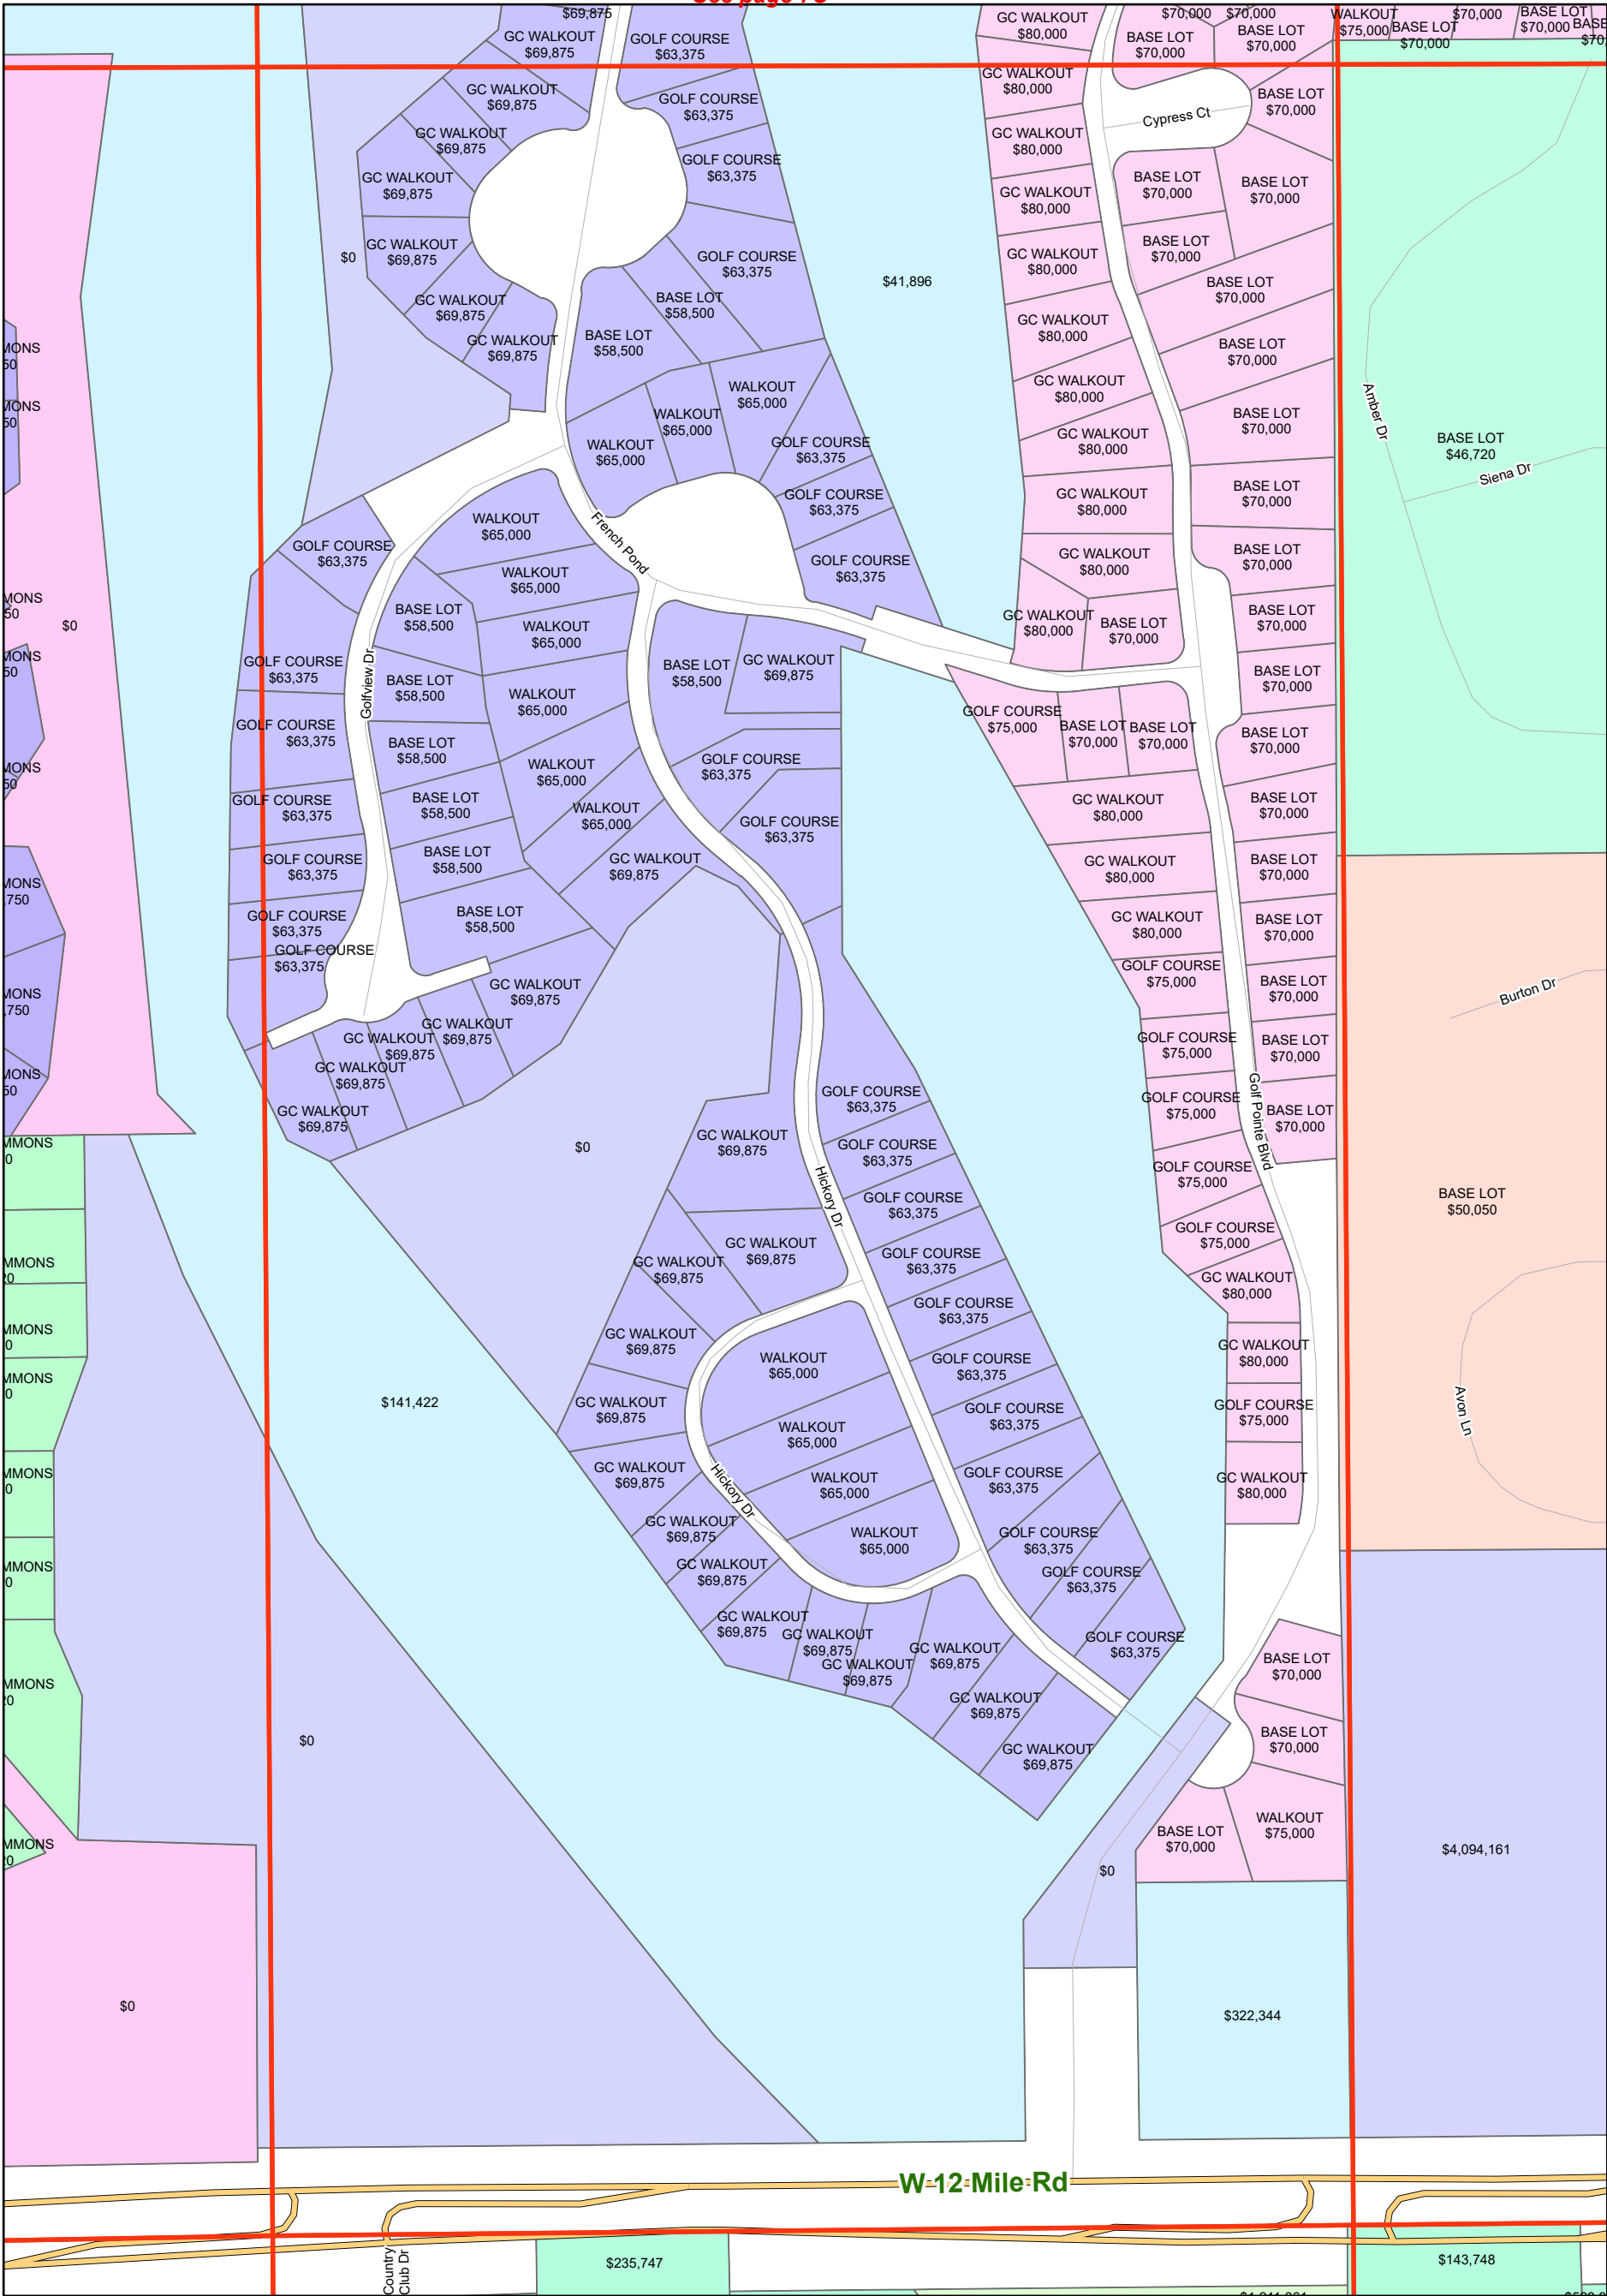 $69,875
GC WALKOUT
$69,875
GOLF COURSE
$63,375
GC WALKOUT
$80,000
$70,000
$70,000
BASE LOT
$70,000
BASE LOT
$70,000
WALKOUT
$75,000
BASE LOT
$70,000
$70,000
BASE LOT
$70,000
GC WALKOUT
$69,875
GOLF COURSE
$63,375
GC WALKOUT
$80,000
Cypress Ct
BASE LOT
$70,000
GC WALKOUT
$69,875
GOLF COURSE
$63,375
GC WALKOUT
$80,000
GC WALKOUT
$69,875
GC WALKOUT
$80,000
BASE LOT
$70,000
BASE LOT
$70,000
GC WALKOUT
$69,875
$0
GOLF COURSE
$63,375
$41,896
GC WALKOUT
$80,000
BASE LOT
$70,000
GC WALKOUT
$69,875
BASE LOT
$58,500
BASE LOT
$70,000
GC WALKOUT
$69,875
BASE LOT
$58,500
GC WALKOUT
$80,000
BASE LOT
$70,000
WALKOUT
$65,000
WALKOUT
$65,000
WALKOUT
$65,000
GC WALKOUT
$80,000
BASE LOT
$70,000
Amber Dr
BASE LOT
$46,720
Siena Dr
GOLF COURSE
$63,375
GC WALKOUT
$80,000
GOLF COURSE
$63,375
GC WALKOUT
$80,000
BASE LOT
$70,000
WALKOUT
$65,000
French Pond
GOLF COURSE
$63,375
GOLF COURSE
$63,375
GC WALKOUT
$80,000
BASE LOT
$70,000
WALKOUT
$65,000
BASE LOT
$58,500
WALKOUT
$65,000
GC WALKOUT
$80,000
BASE LOT
$70,000
BASE LOT
$70,000
$0
GOLF COURSE
$63,375
Golfview Dr
BASE LOT
$58,500
WALKOUT
$65,000
BASE LOT
$58,500
GC WALKOUT
$69,875
BASE LOT
$70,000
GOLF COURSE
$63,375
BASE LOT
$58,500
WALKOUT
$65,000
GOLF COURSE
$63,375
GOLF COURSE
$75,000
BASE LOT
$70,000
BASE LOT
$70,000
BASE LOT
$70,000
GOLF COURSE
$63,375
BASE LOT
$58,500
WALKOUT
$65,000
GOLF COURSE
$63,375
GC WALKOUT
$80,000
BASE LOT
$70,000
GOLF COURSE
$63,375
BASE LOT
$58,500
GC WALKOUT
$69,875
GC WALKOUT
$80,000
BASE LOT
$70,000
GOLF COURSE
$63,375
BASE LOT
$58,500
GC WALKOUT
$80,000
BASE LOT
$70,000
GOLF COURSE
$63,375
GC WALKOUT
$69,875
GOLF COURSE
$75,000
BASE LOT
$70,000
Burton Dr
GC WALKOUT
$69,875
GC WALKOUT
$69,875
GC WALKOUT
$69,875
GC WALKOUT
$69,875
GOLF COURSE
$75,000
BASE LOT
$70,000
GOLF COURSE
$63,375
GOLF COURSE
$75,000
Golf Pointe Blvd
BASE LOT
$70,000
$0
GC WALKOUT
$69,875
GOLF COURSE
$63,375
GOLF COURSE
$75,000
BASE LOT
$50,050
Hickory Dr
GOLF COURSE
$63,375
GC WALKOUT
$69,875
GC WALKOUT
$69,875
GOLF COURSE
$63,375
GOLF COURSE
$75,000
GC WALKOUT
$80,000
GC WALKOUT
$69,875
GOLF COURSE
$63,375
WALKOUT
$65,000
GOLF COURSE
$63,375
GC WALKOUT
$80,000
$141,422
GC WALKOUT
$69,875
WALKOUT
$65,000
GOLF COURSE
$63,375
GOLF COURSE
$75,000
Avon Ln
GC WALKOUT
$69,875
Hickory Dr
WALKOUT
$65,000
GOLF COURSE
$63,375
GC WALKOUT
$80,000
GC WALKOUT
$69,875
WALKOUT
$65,000
GOLF COURSE
$63,375
GC WALKOUT
$69,875
GOLF COURSE
$63,375
GC WALKOUT
$69,875
GC WALKOUT
$69,875
GC WALKOUT
$69,875
GC WALKOUT
$69,875
GOLF COURSE
$63,375
BASE LOT
$70,000
GC WALKOUT
$69,875
$0
GC WALKOUT
$69,875
BASE LOT
$70,000
BASE LOT
$70,000
WALKOUT
$75,000
$0
$4,094,161
$0
$322,344
W 12 Mile Rd
Country
Club Dr
$235,747
$143,748